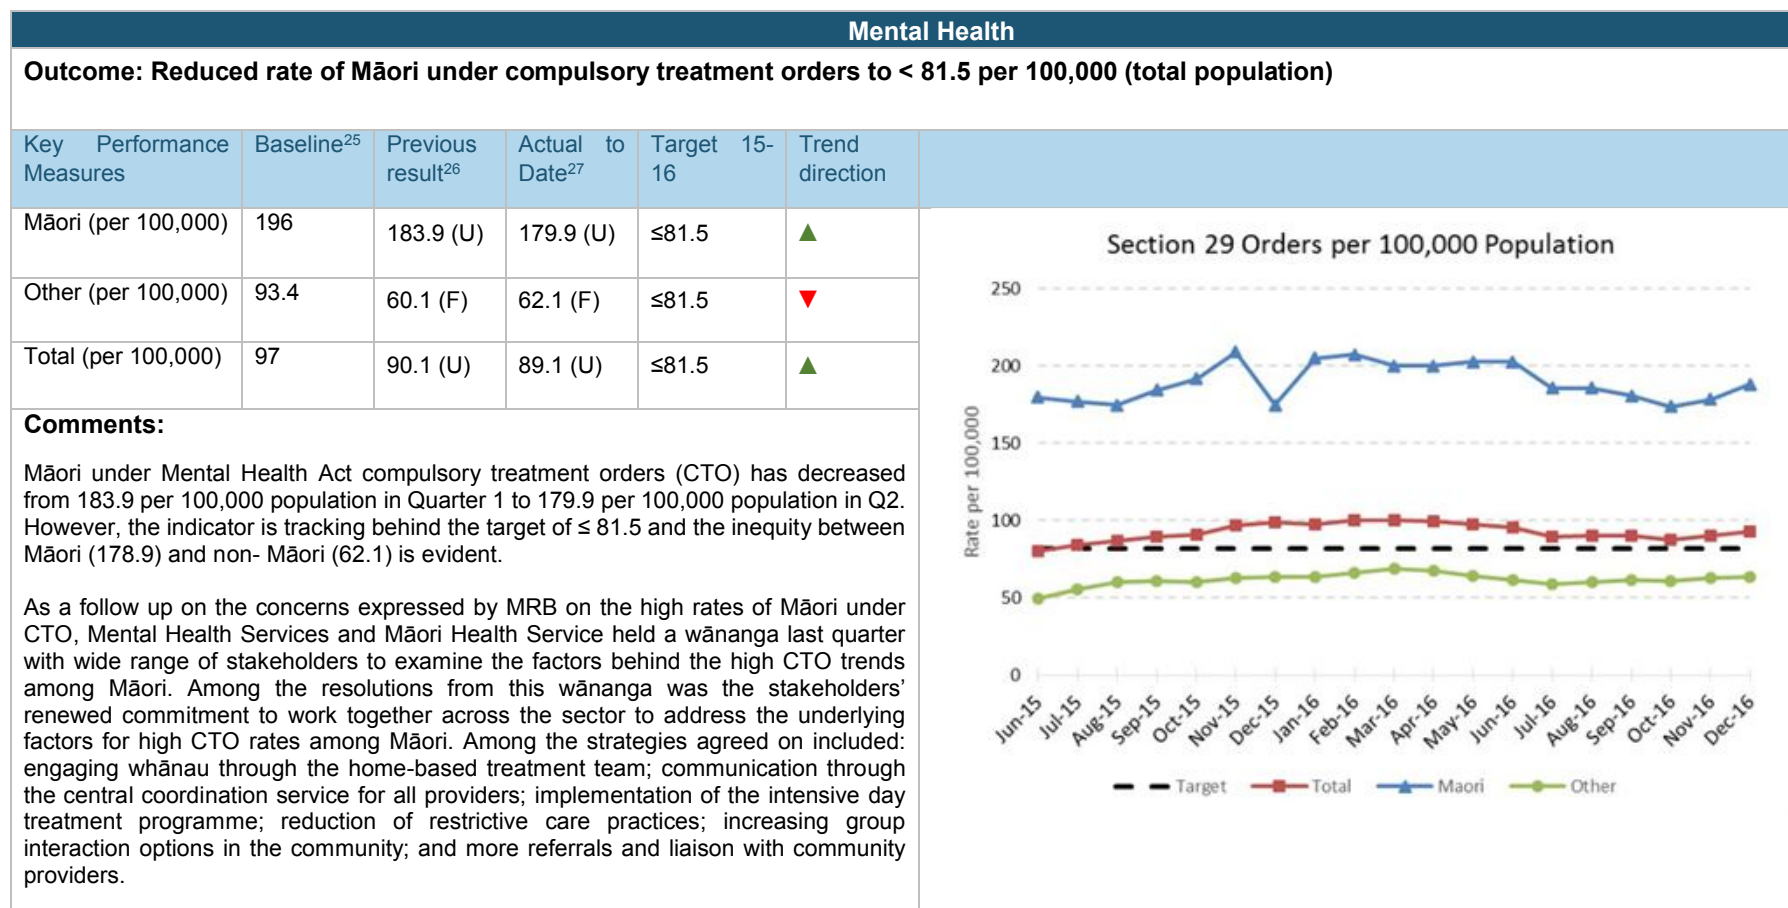 Mental Health
Outcome: Reduced rate of Māori under compulsory treatment orders to < 81.5 per 100,000 (total population)
Key Performance Measures
Baseline25
Previous result26
Actual to Date27
Target 15-16
Trend direction
Māori (per 100,000) 196 183.9 (U) 179.9 (U) ≤81.5 ▲
Other (per 100,000) 93.4 60.1 (F) 62.1 (F) ≤81.5 ▼
Total (per 100,000) 97 90.1 (U) 89.1 (U) ≤81.5 ▲
Comments:
Māori under Mental Health Act compulsory treatment orders (CTO) has decreased
from 183.9 per 100,000 population in Quarter 1 to 179.9 per 100,000 population in Q2.
However, the indicator is tracking behind the target of ≤ 81.5 and the inequity between
Māori (178.9) and non- Māori (62.1) is evident.
As a follow up on the concerns expressed by MRB on the high rates of Māori under
CTO, Mental Health Services and Māori Health Service held a wānanga last quarter
with wide range of stakeholders to examine the factors behind the high CTO trends
among Māori. Among the resolutions from this wānanga was the stakeholders’
renewed commitment to work together across the sector to address the underlying
factors for high CTO rates among Māori. Among the strategies agreed on included:
engaging whānau through the home-based treatment team; communication through
the central coordination service for all providers; implementation of the intensive day
treatment programme; reduction of restrictive care practices; increasing group
interaction options in the community; and more referrals and liaison with community
providers.
Section 29 Orders per 100,000 Population
Rate per 100,000
250
200
150
100
50
0
Jun-15 Jul-15 Aug-15 Sep-15 Oct-15 Nov-15 Dec-15 Jan-16 Feb-16 Mar-16 Apr-16 May-16 Jun-16 Jul-16 Aug-16 Sep-16 Oct-16 Nov-16 Dec-16
Target Total Maori Other